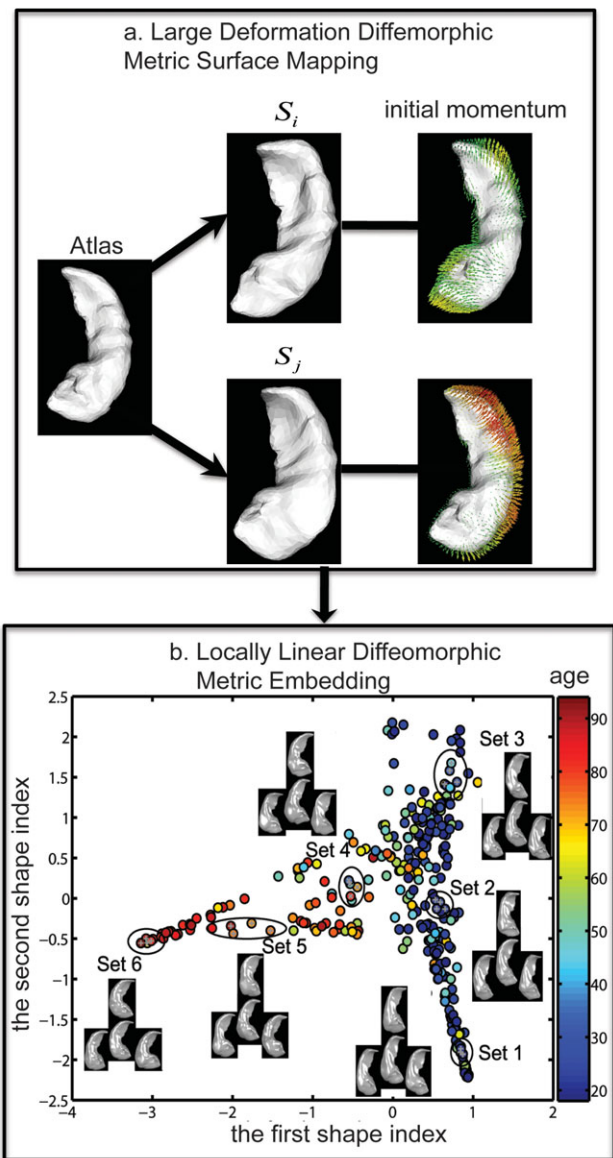 a. Large Deformation Diffemorphic
Metric Surface Mapping
S_i
initial momentum
Atlas
S_j
b. Locally Linear Diffeomorphic
Metric Embedding
age
2.5
2
1.5
1
0.5
0
-0.5
-1
-1.5
-2
-2.5
the second shape index
Set 3
Set 4
Set 2
Set 5
Set 6
Set 1
90
80
70
60
50
40
30
20
-4
-3
-2
-1
0
1
2
the first shape index